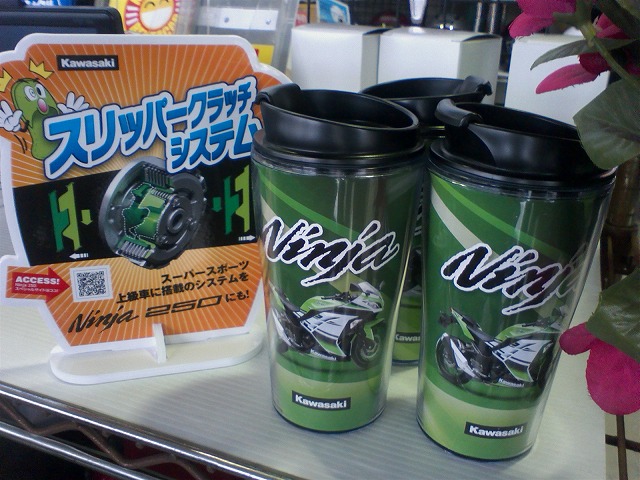 Kawasaki
スリッパークラッチ
システム
ACCESS!
スーパースポーツ
上級車に搭載のシステムを
Ninja 250にも!
Ninja
Kawasaki
Ninja
Kawasaki
Kawasaki